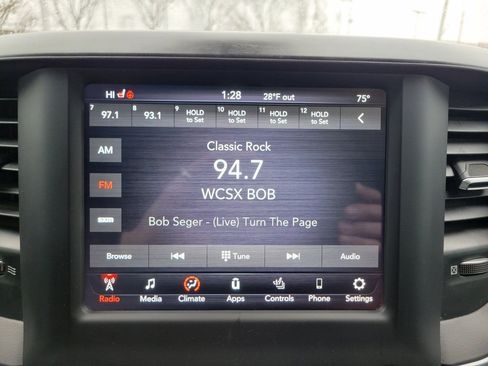 HI 1:28 28°F out 75°
7 97.1 8 93.1 9 HOLD to Set 10 HOLD to Set 11 HOLD to Set 12 HOLD to Set
AM
Classic Rock
94.7
FM
WCSX BOB
SXM
Bob Seger - (Live) Turn The Page
Browse Tune Audio
Radio Media Climate Apps Controls Phone Settings